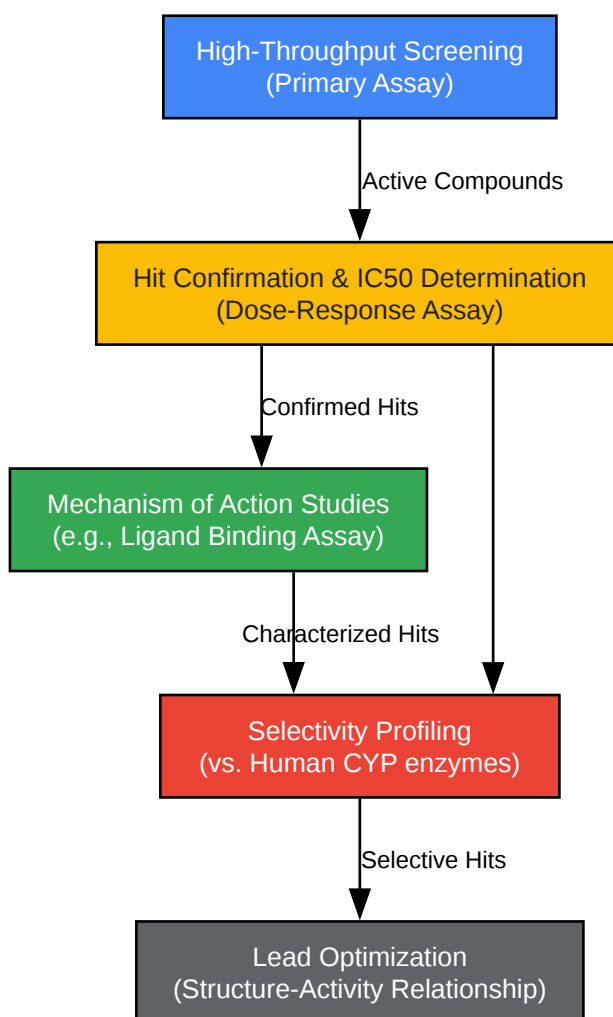 High-Throughput Screening
(Primary Assay)
Active Compounds
Hit Confirmation & IC50 Determination
(Dose-Response Assay)
Confirmed Hits
Mechanism of Action Studies
(e.g., Ligand Binding Assay)
Characterized Hits
Selectivity Profiling
(vs. Human CYP enzymes)
Selective Hits
Lead Optimization
(Structure-Activity Relationship)